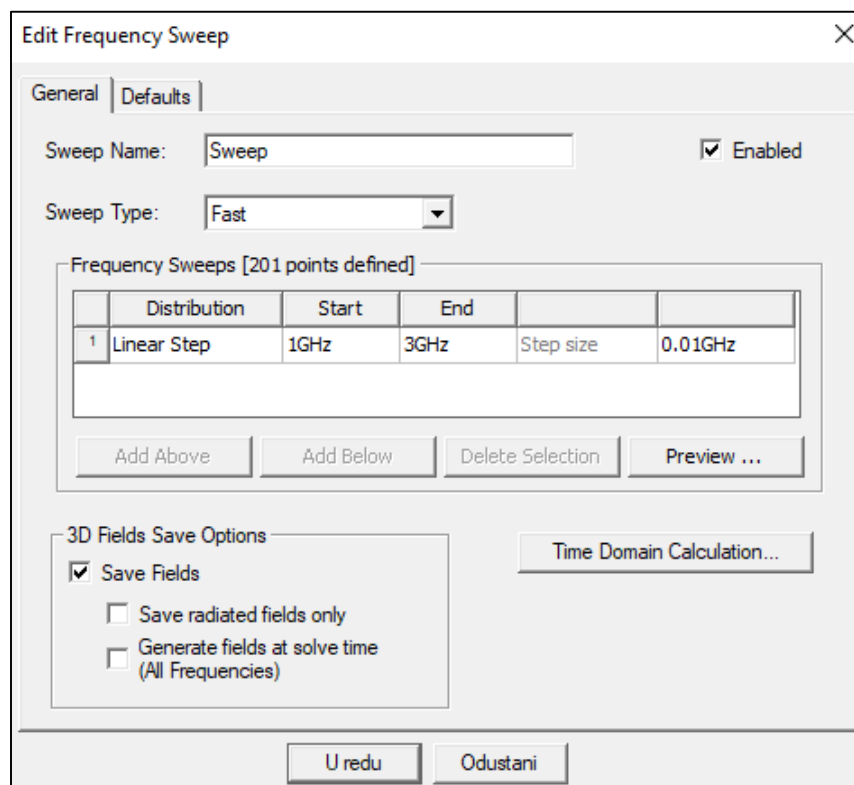 Edit Frequency Sweep
General Defaults
Sweep Name: Sweep Enabled
Sweep Type: Fast
Frequency Sweeps [201 points defined]
Distribution Start End
1 Linear Step 1GHz 3GHz Step size 0.01GHz
Add Above Add Below Delete Selection Preview ...
3D Fields Save Options
Time Domain Calculation...
Save Fields
Save radiated fields only
Generate fields at solve time
(All Frequencies)
U redu Odustani